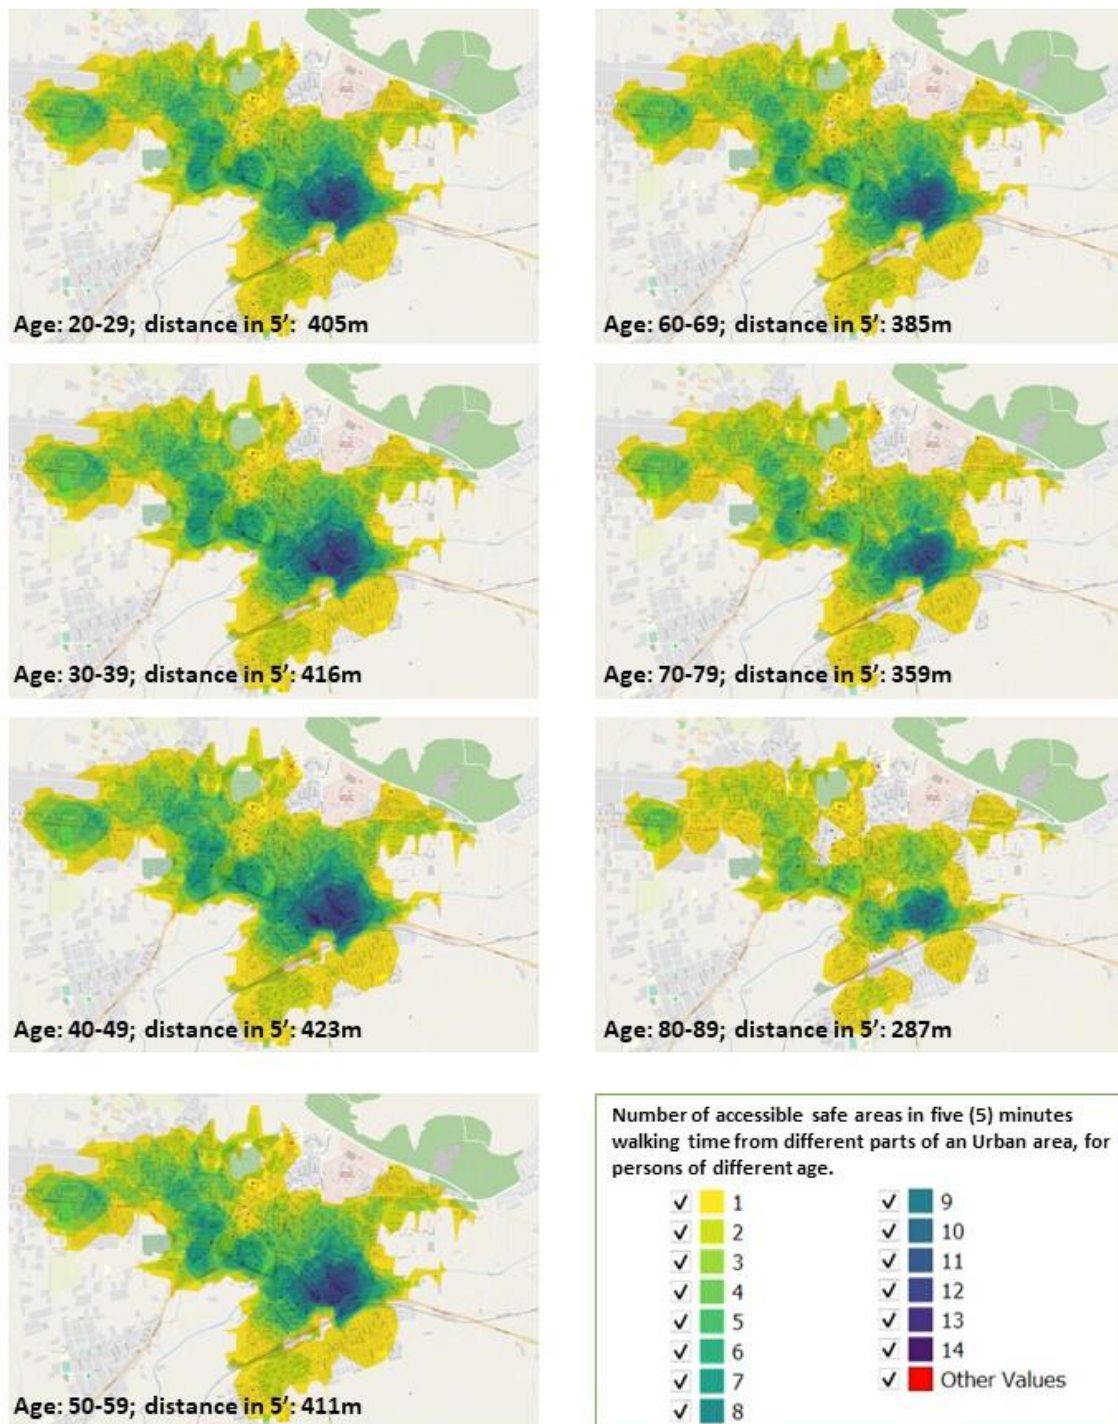 Age: 20-29; distance in 5’:  405m
Age: 60-69; distance in 5’: 385m
Age: 30-39; distance in 5’: 416m
Age: 70-79; distance in 5’: 359m
Age: 40-49; distance in 5’: 423m
Age: 80-89; distance in 5’: 287m
Age: 50-59; distance in 5’: 411m
Number of accessible safe areas in five (5) minutes
walking time from different parts of an Urban area, for
persons of different age.
1
2
3
4
5
6
7
8
9
10
11
12
13
14
Other Values